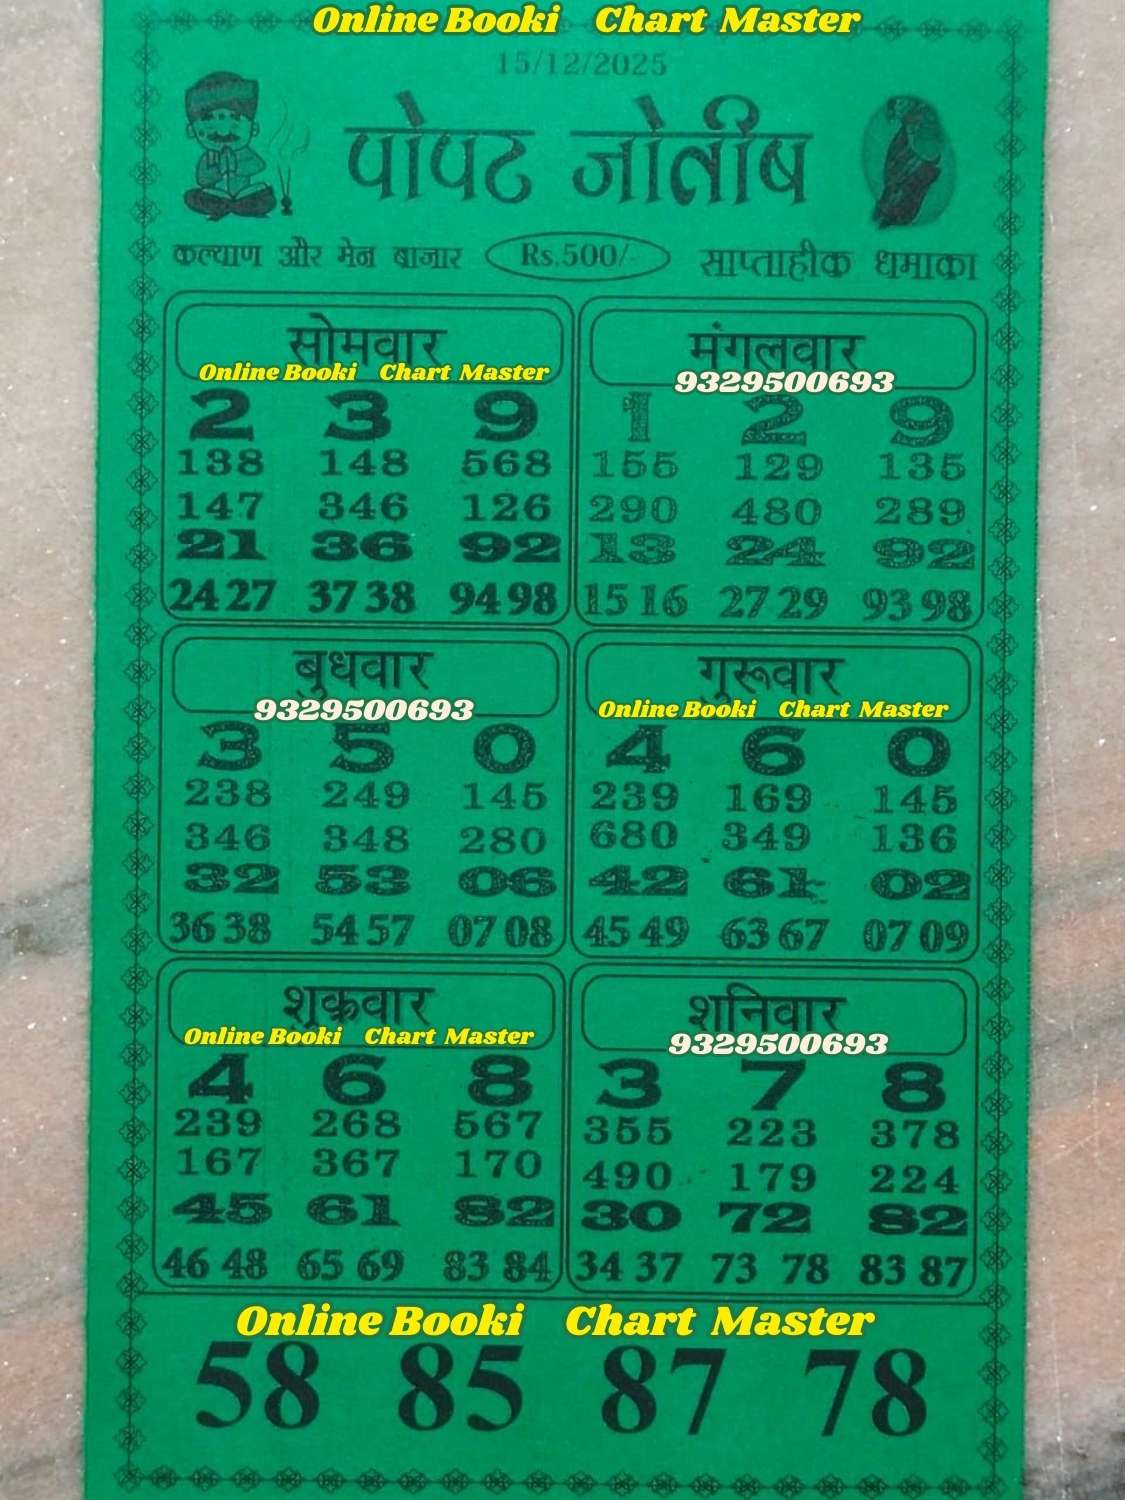 Online Booki Chart Master
15/12/2025
पोपट जोतीष
कल्याण और मेन बाजार Rs.500/- साप्ताहीक धमाका
सोमवार
Online Booki Chart Master
2 3 9
138 148 568
147 346 126
21 36 92
24 27 37 38 94 98
मंगलवार
9329500693
1 2 9
155 129 135
290 480 289
13 24 92
15 16 27 29 93 98
बुधवार
9329500693
3 5 0
238 249 145
346 348 280
32 53 06
36 38 54 57 07 08
गुरूवार
Online Booki Chart Master
4 6 0
239 169 145
680 349 136
42 61 02
45 49 63 67 07 09
शुक्रवार
Online Booki Chart Master
4 6 8
239 268 567
167 367 170
45 61 82
46 48 65 69 83 84
शनिवार
9329500693
3 7 8
355 223 378
490 179 224
30 72 82
34 37 73 78 83 87
Online Booki Chart Master
58 85 87 78